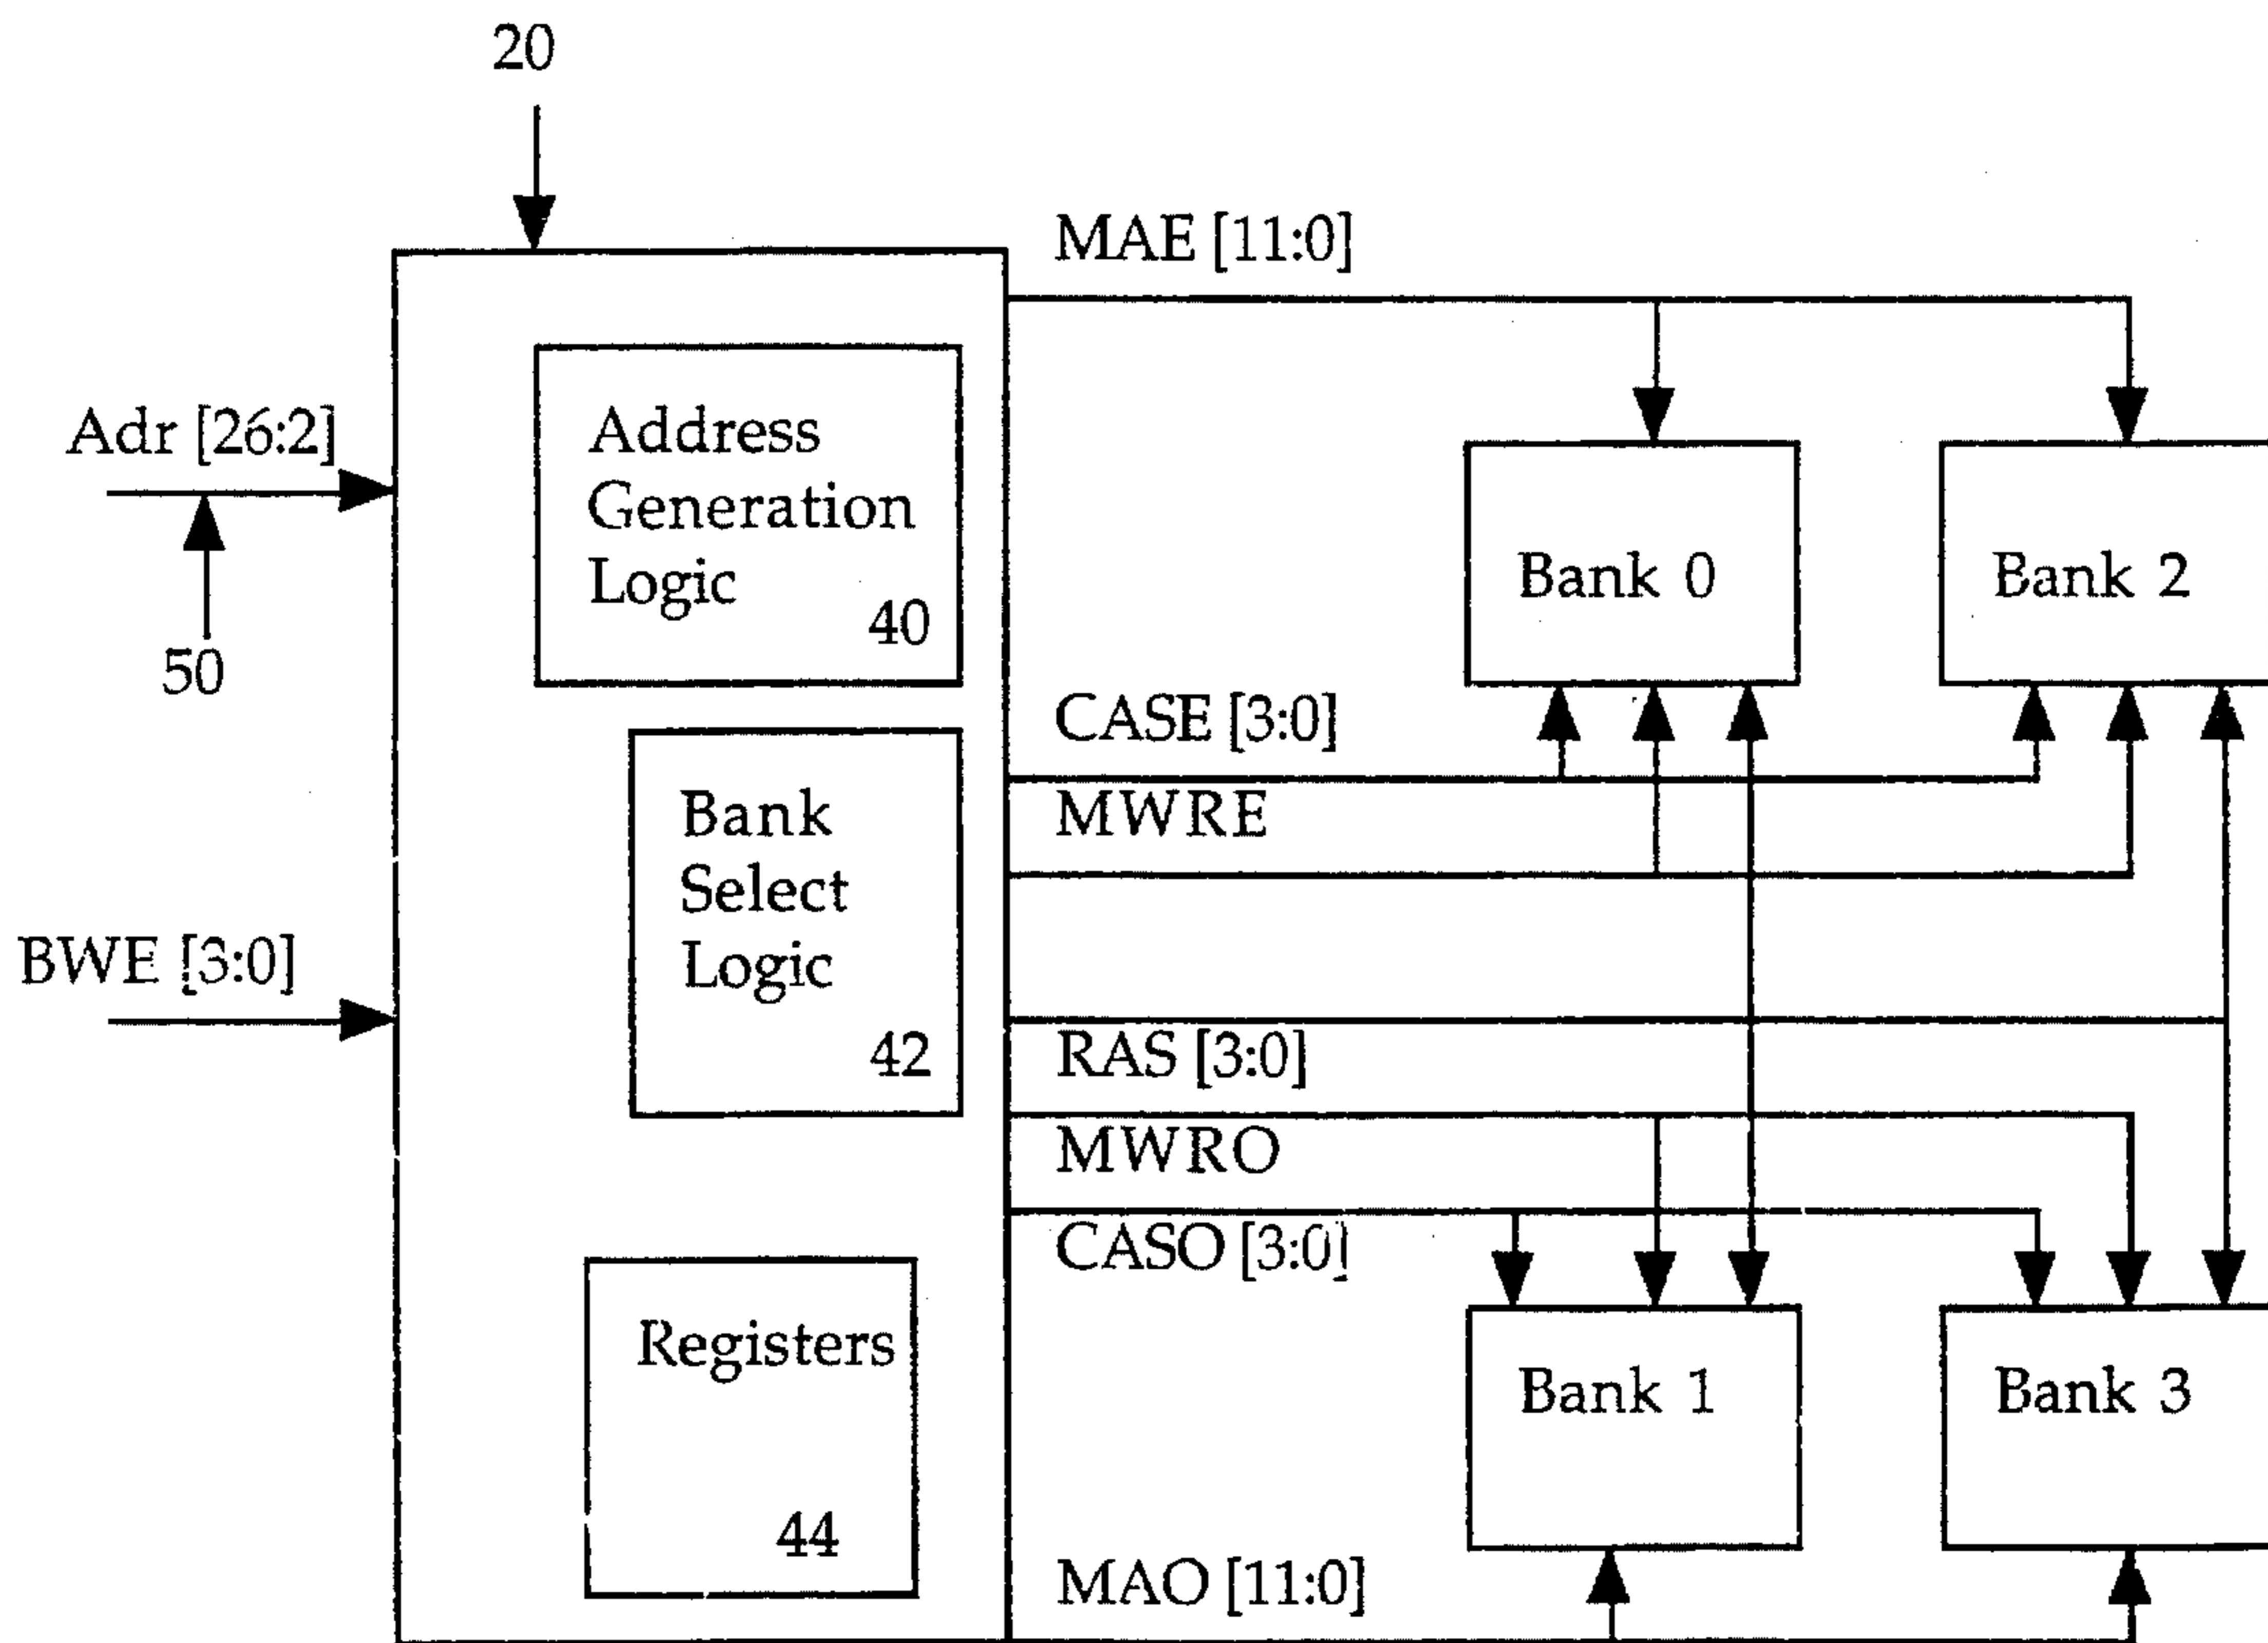 20
MAE [11:0]
Adr [26:2]
50
Address
Generation
Logic
40
Bank 0
Bank 2
CASE [3:0]
MWRE
Bank
Select
Logic
42
BWE [3:0]
RAS [3:0]
MWRO
CASO [3:0]
Registers
44
Bank 1
Bank 3
MAO [11:0]